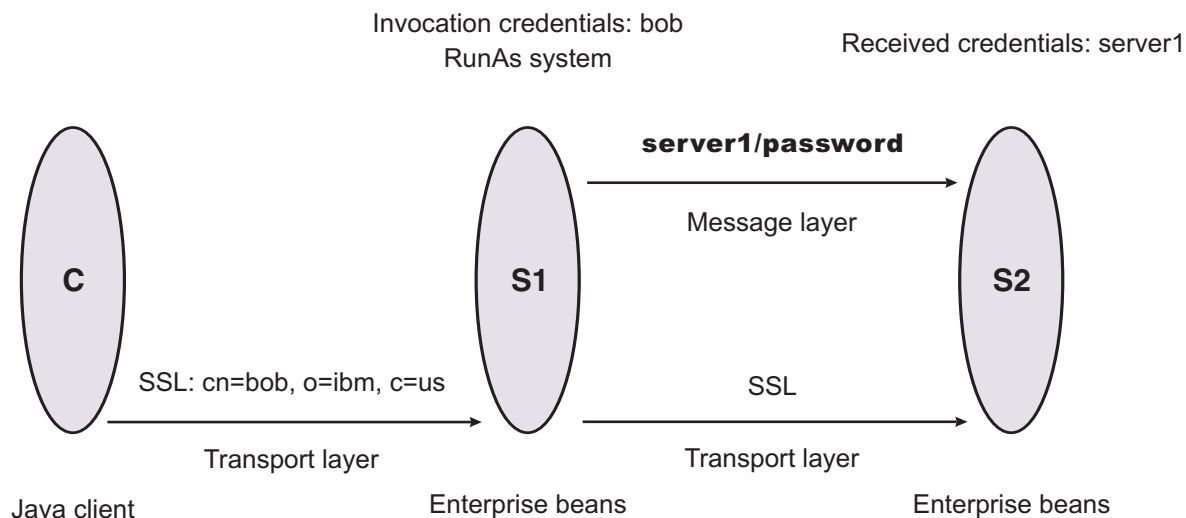 Invocation credentials: bob
RunAs system
Received credentials: server1
server1/password
Message layer
C
S1
S2
SSL: cn=bob, o=ibm, c=us
SSL
Transport layer
Transport layer
Java client
Enterprise beans
Enterprise beans